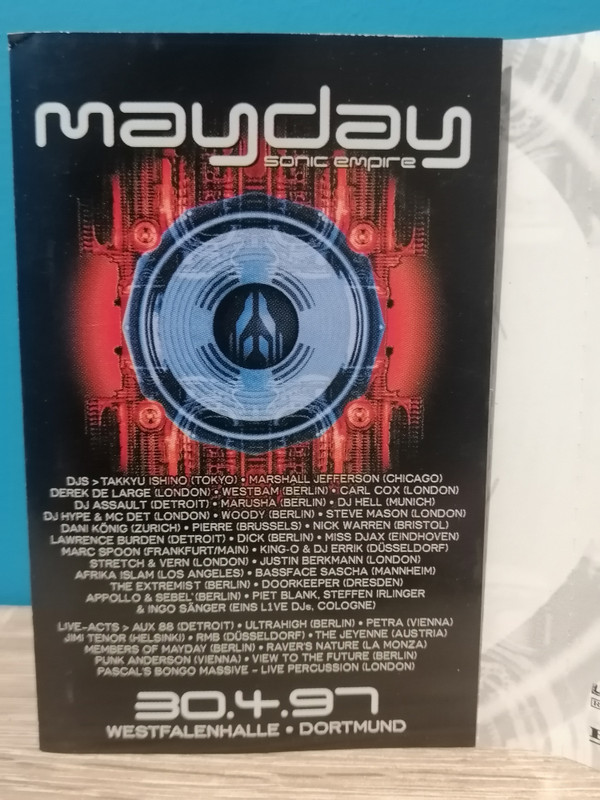 mayday
sonic empire
DJS > TAKKYU ISHINO (TOKYO) • MARSHALL JEFFERSON (CHICAGO)
DEREK DE LARGE (LONDON) • WESTBAM (BERLIN) • CARL COX (LONDON)
DJ ASSAULT (DETROIT) • MARUSHA (BERLIN) • DJ HELL (MUNICH)
DJ HYPE & MC DET (LONDON) • WOODY (BERLIN) • STEVE MASON (LONDON)
DANI KÖNIG (ZURICH) • PIERRE (BRUSSELS) • NICK WARREN (BRISTOL)
LAWRENCE BURDEN (DETROIT) • DICK (BERLIN) • MISS DJAX (EINDHOVEN)
MARC SPOON (FRANKFURT/MAIN) • KING-O & DJ ERRIK (DÜSSELDORF)
STRETCH & VERN (LONDON) • JUSTIN BERKMANN (LONDON)
AFRIKA ISLAM (LOS ANGELES) • BASSFACE SASCHA (MANNHEIM)
THE EXTREMIST (BERLIN) • DOORKEEPER (DRESDEN)
APPOLLO & SEBEL (BERLIN) • PIET BLANK, STEFFEN IRLINGER
& INGO SÄNGER (EINS L1VE DJs, COLOGNE)
LIVE-ACTS > AUX 88 (DETROIT) • ULTRAHIGH (BERLIN) • PETRA (VIENNA)
JIMI TENOR (HELSINKI) • RMB (DÜSSELDORF) • THE JEYENNE (AUSTRIA)
MEMBERS OF MAYDAY (BERLIN) • RAVER'S NATURE (LA MONZA)
PUNK ANDERSON (VIENNA) • VIEW TO THE FUTURE (BERLIN)
PASCAL'S BONGO MASSIVE - LIVE PERCUSSION (LONDON)
30.4.97
WESTFALENHALLE • DORTMUND